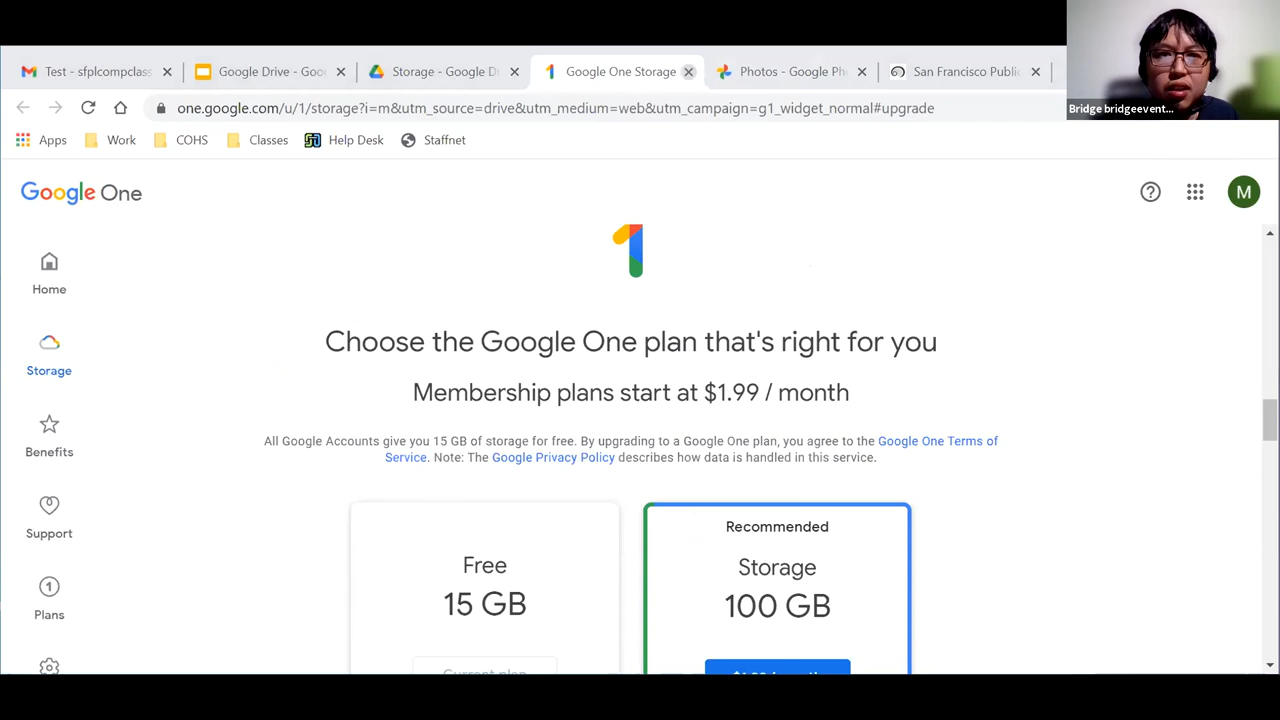 Test - sfplcompclass
Google Drive - Goo
Storage - Google Dr
Google One Storage
Photos - Google Ph
San Francisco Public
one.google.com/u/1/storage?i=m&utm_source=drive&utm_medium=web&utm_campaign=g1_widget_normal#upgrade
Bridge bridgeevent...
Apps
Work
COHS
Classes
Help Desk
Staffnet
Google One
M
Home
Storage
Benefits
Support
Plans
Choose the Google One plan that's right for you
Membership plans start at $1.99 / month
All Google Accounts give you 15 GB of storage for free. By upgrading to a Google One plan, you agree to the Google One Terms of
Service. Note: The Google Privacy Policy describes how data is handled in this service.
Free
15 GB
Current plan
Recommended
Storage
100 GB